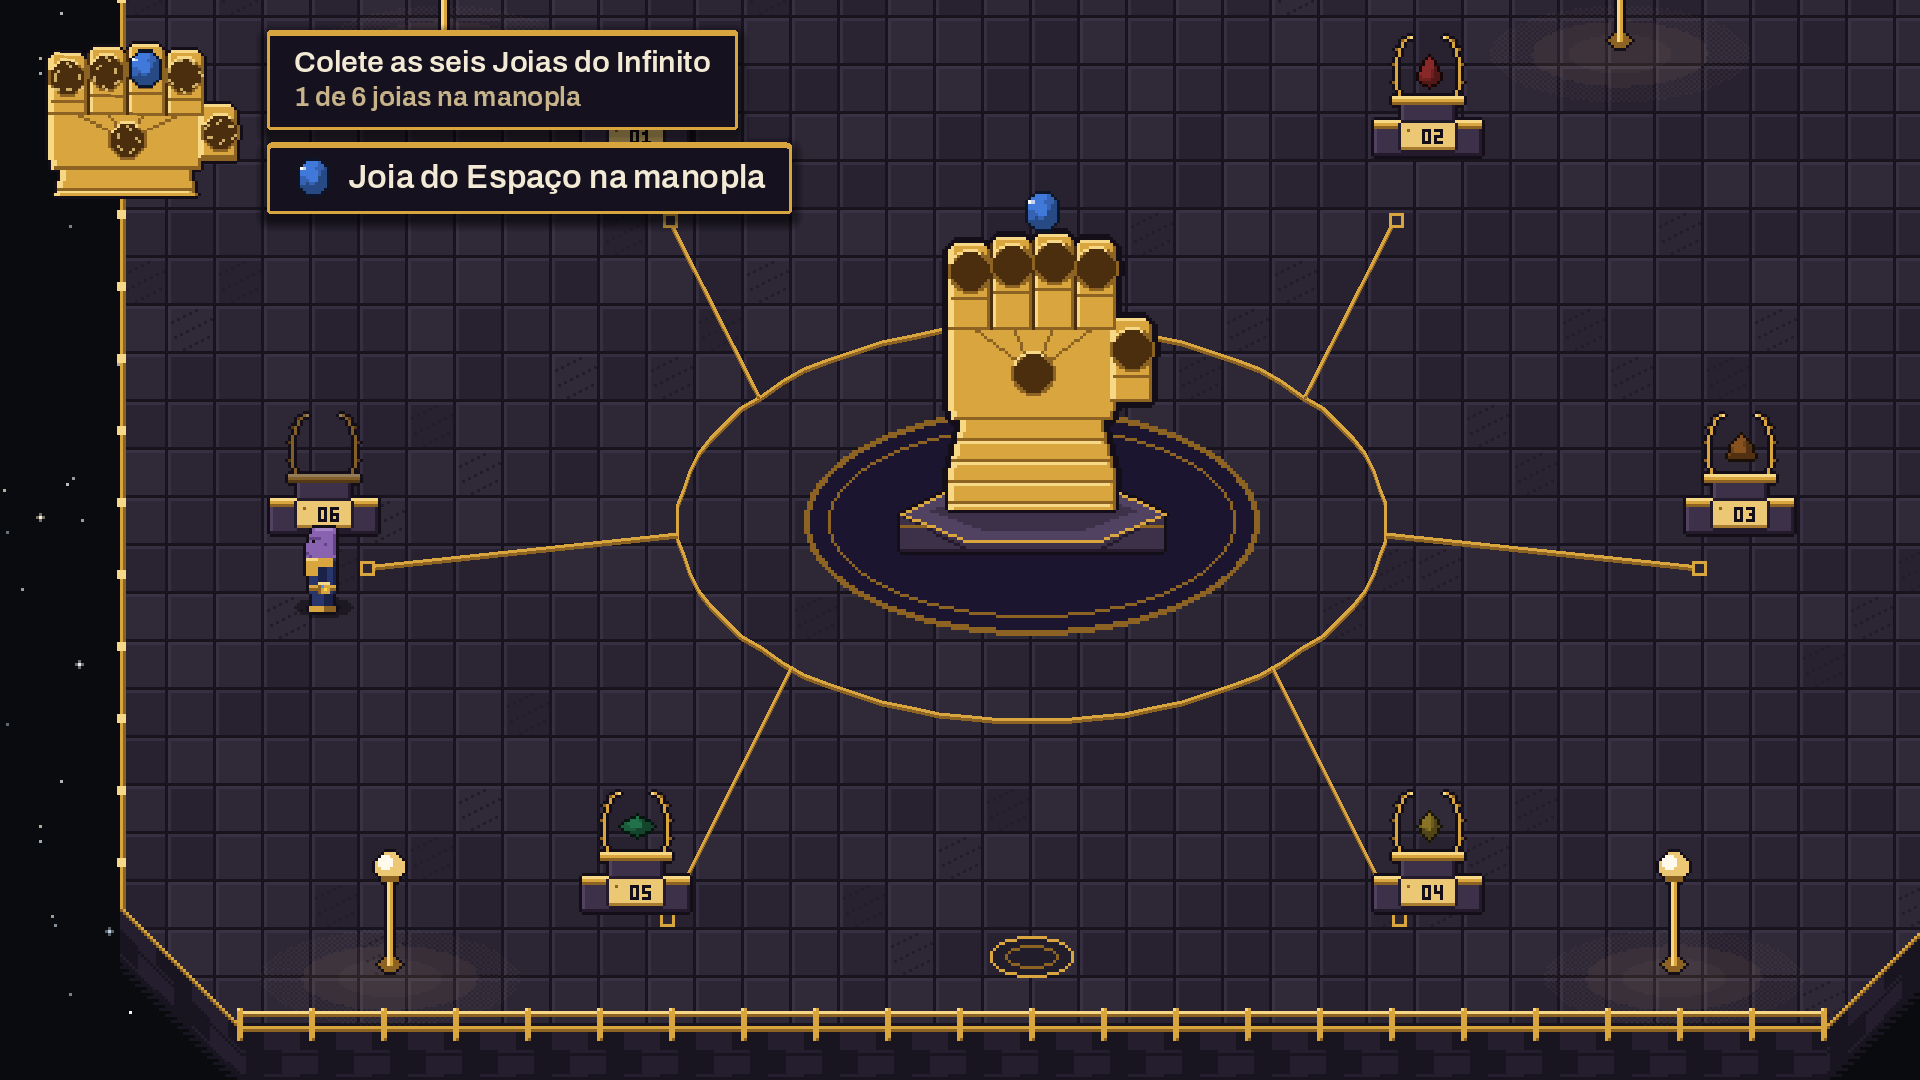 Colete as seis Joias do Infinito
1 de 6 joias na manopla
01
02
Joia do Espaço na manopla
06
03
05
04